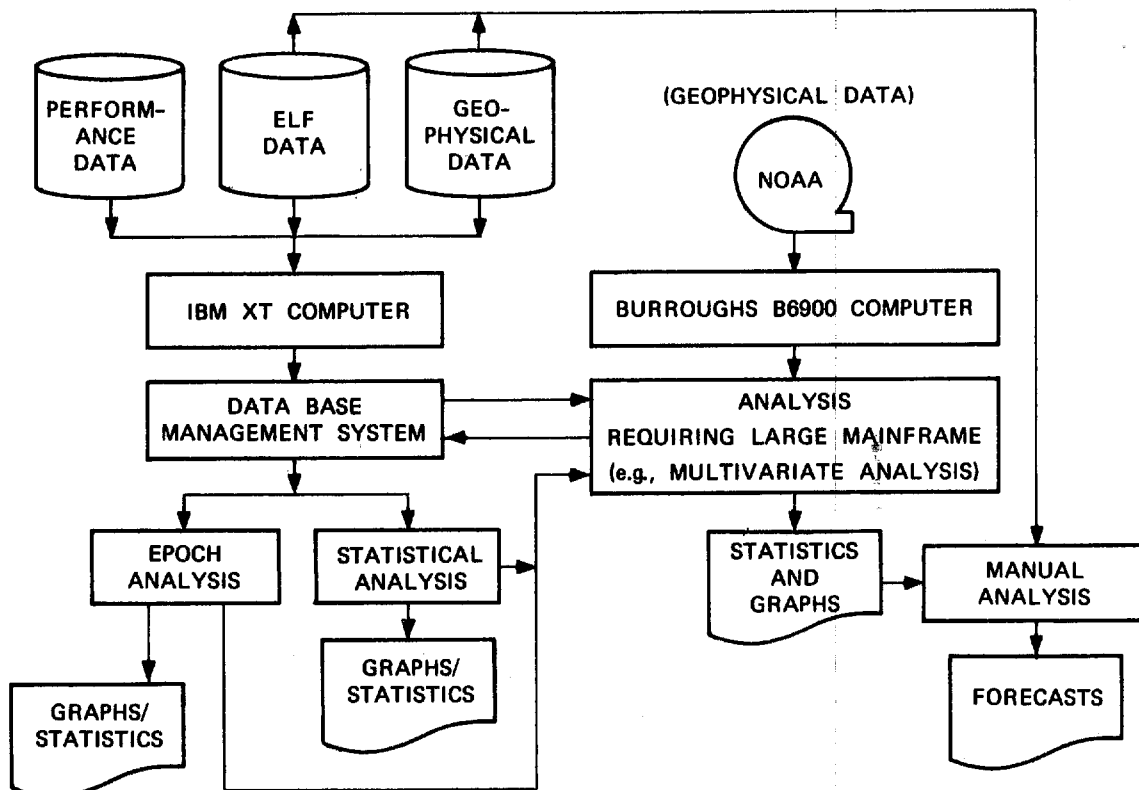 PERFORM-
ANCE
DATA
ELF
DATA
GEO-
PHYSICAL
DATA
(GEOPHYSICAL DATA)
NOAA
IBM XT COMPUTER
BURROUGHS B6900 COMPUTER
DATA BASE
MANAGEMENT SYSTEM
ANALYSIS
REQUIRING LARGE MAINFRAME
(e.g., MULTIVARIATE ANALYSIS)
EPOCH
ANALYSIS
STATISTICAL
ANALYSIS
STATISTICS
AND
GRAPHS
MANUAL
ANALYSIS
GRAPHS/
STATISTICS
GRAPHS/
STATISTICS
FORECASTS